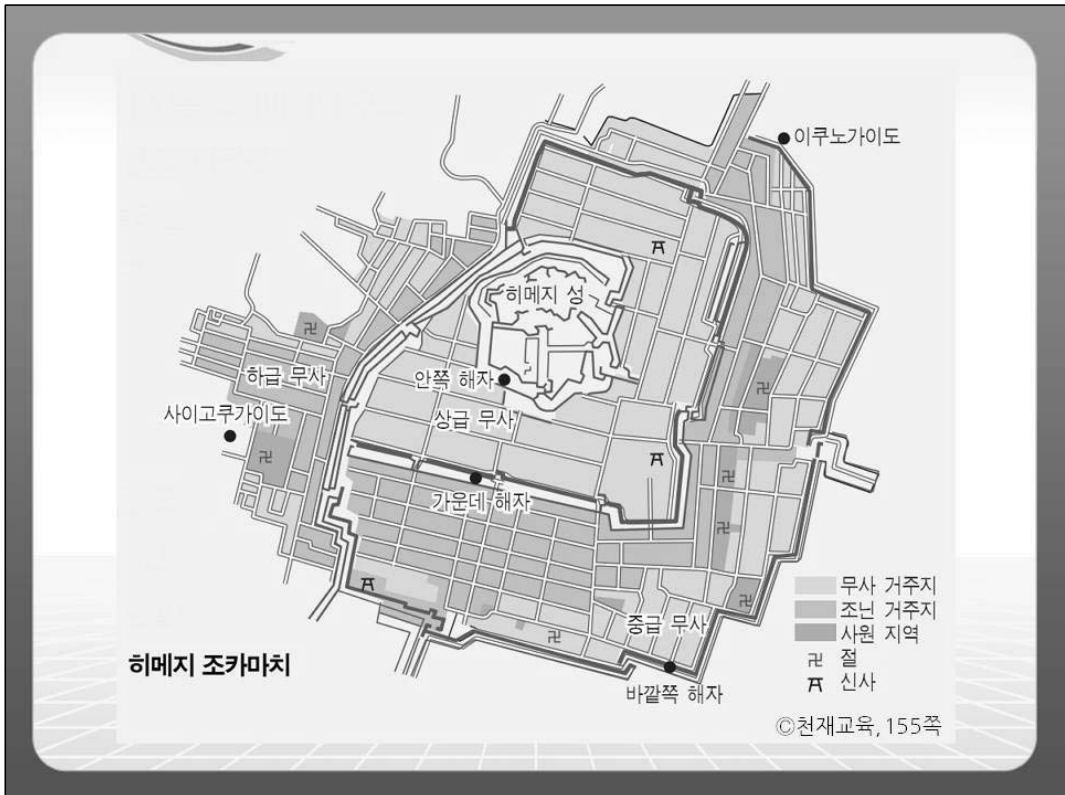 이쿠노가이도
히메지 성
안쪽 해자
하급 무사
상급 무사
사이고쿠가이도
가운데 해자
중급 무사
바깥쪽 해자
무사 거주지
조닌 거주지
사원 지역
卍 절
신사
히메지 조카마치
©천재교육, 155쪽